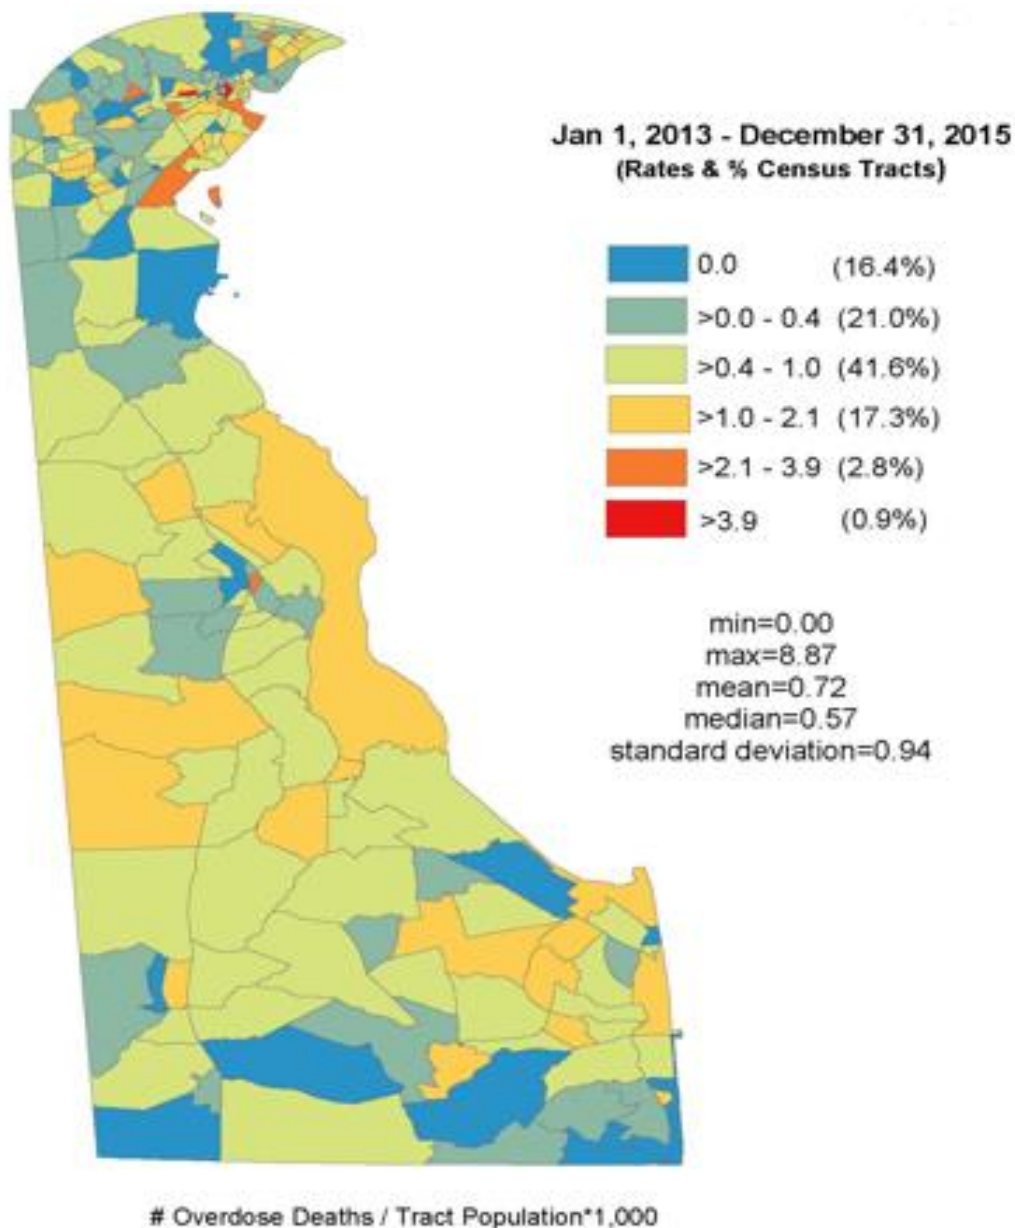 Jan 1, 2013 - December 31, 2015
(Rates & % Census Tracts)
0.0 (16.4%)
>0.0 - 0.4 (21.0%)
>0.4 - 1.0 (41.6%)
>1.0 - 2.1 (17.3%)
>2.1 - 3.9 (2.8%)
>3.9 (0.9%)
min=0.00
max=8.87
mean=0.72
median=0.57
standard deviation=0.94
# Overdose Deaths / Tract Population*1,000